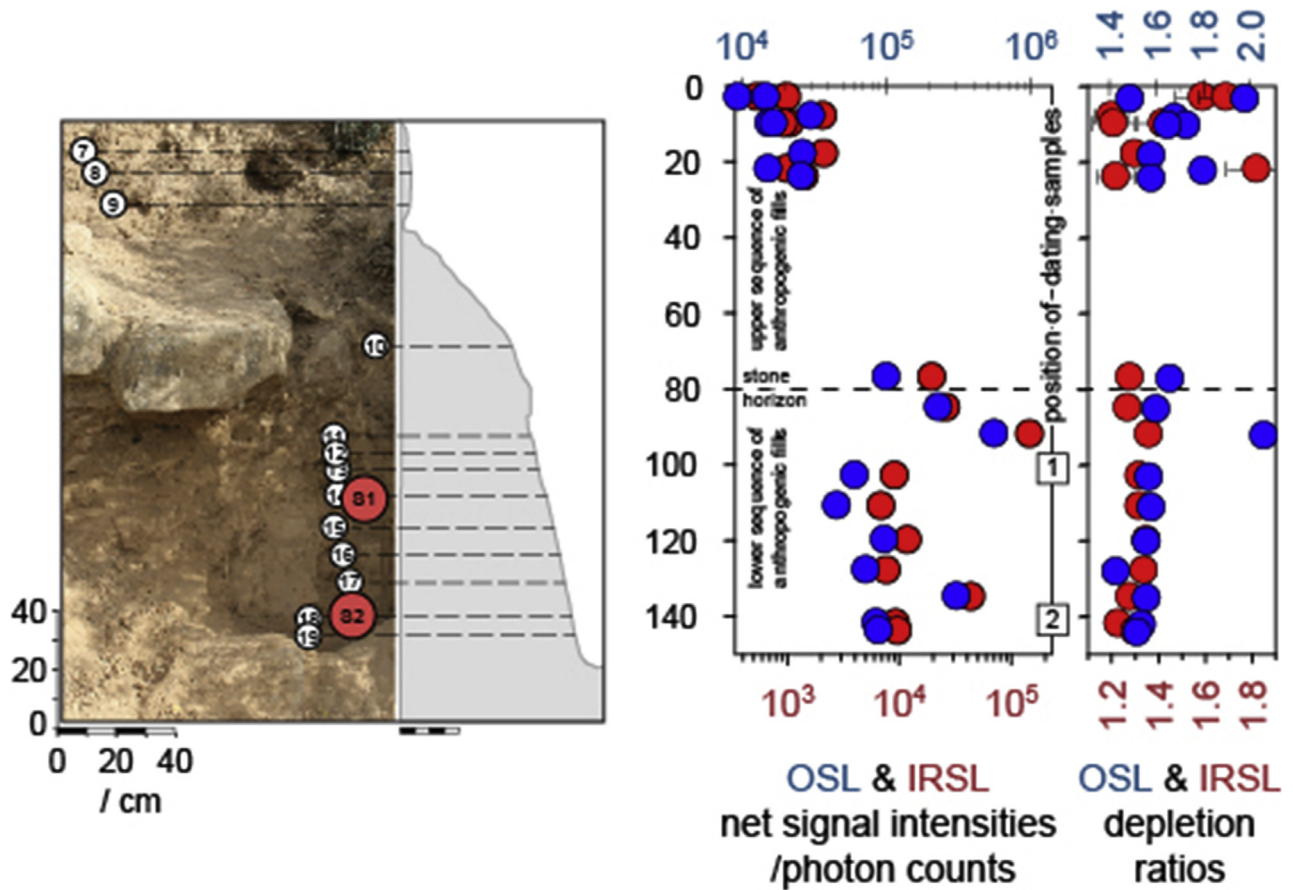 7
8
9
10
11
12
13
14
81
15
16
17
18
82
19
40
20
0
0 20 40
/ cm
10⁴ 10⁵ 10⁶
1.4 1.6 1.8 2.0
0
20
40
60
80
100
120
140
upper sequence of
anthropogenic fills
stone
horizon
lower sequence of
anthropogenic fills
position-of-dating-samples
1
2
10³ 10⁴ 10⁵
1.2 1.4 1.6 1.8
OSL & IRSL
net signal intensities
/photon counts
OSL & IRSL
depletion
ratios